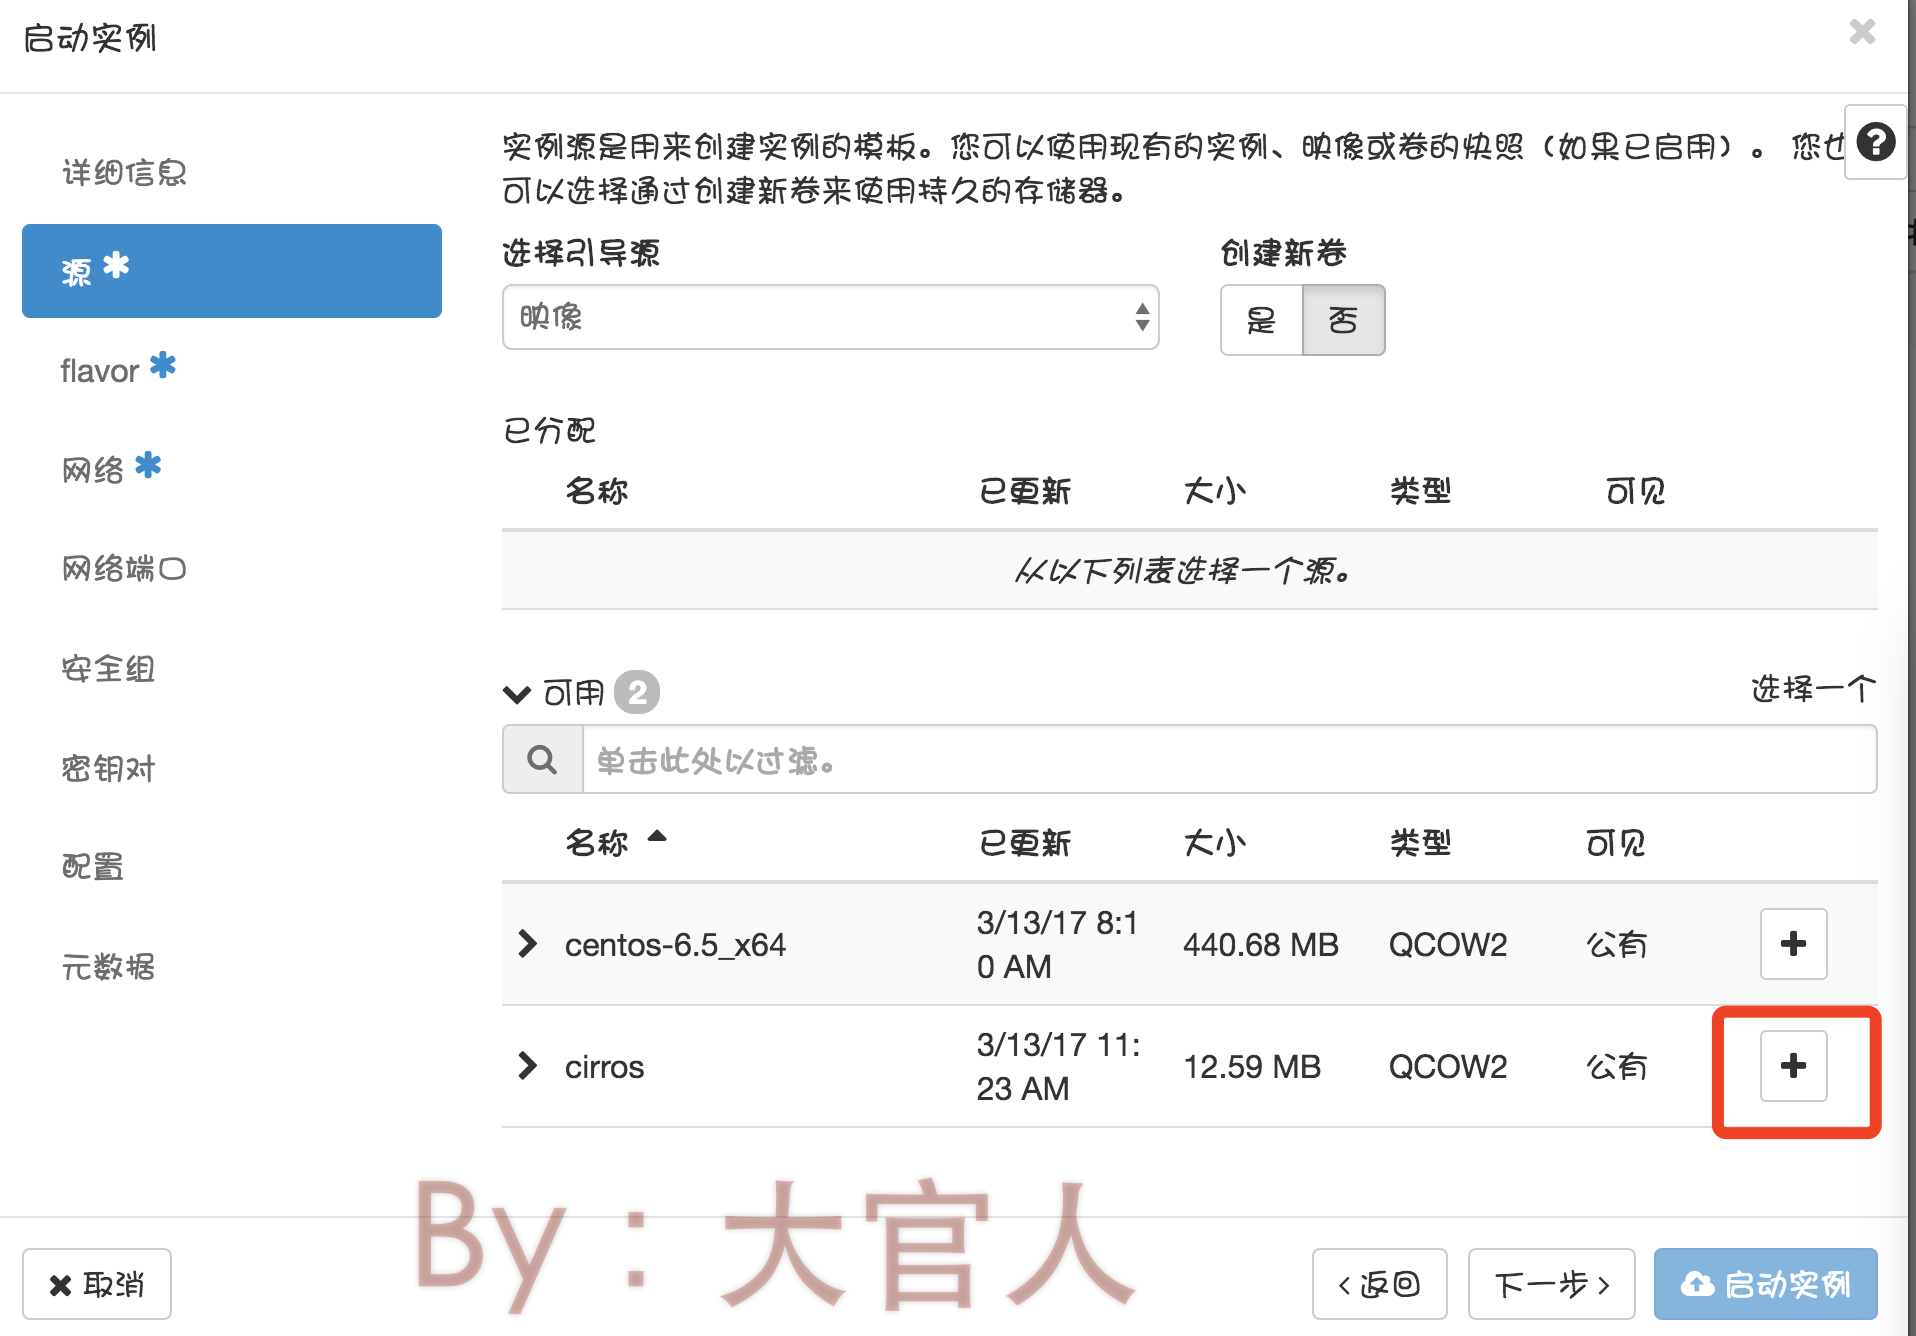 启动实例
详细信息
源
flavor
网络
网络端口
安全组
密钥对
配置
元数据
实例源是用来创建实例的模板。您可以使用现有的实例、映像或卷的快照（如果已启用）。 您也
可以选择通过创建新卷来使用持久的存储器。
选择引导源
创建新卷
映像
是 否
已分配
名称 已更新 大小 类型 可见
从以下列表选择一个源。
可用 2
选择一个
单击此处以过滤。
名称 已更新 大小 类型 可见
centos-6.5_x64 3/13/17 8:1 440.68 MB QCOW2 公有
0 AM
cirros 3/13/17 11: 12.59 MB QCOW2 公有
23 AM
By：大官人
取消
返回
下一步
启动实例